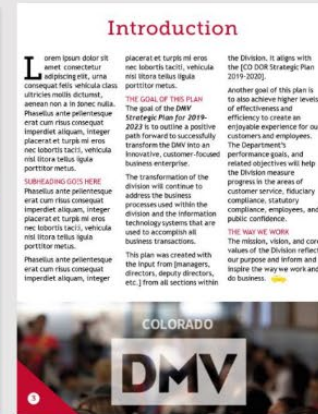 Introduction
Lorem ipsum dolor sit
amet consectetur
adipiscing elit, urna
consequat felis vehicula class
ultricies mollis dictumst,
aenean non a in donec nulla.
Phasellus ante pellentesque
erat cum risus consequat
imperdiet aliquam, integer
placerat et turpis mi eros
nec lobortis taciti, vehicula
nisl litora tellus ligula
porttitor metus.
SUBHEADING GOES HERE
Phasellus ante pellentesque
erat cum risus consequat
imperdiet aliquam, integer
placerat et turpis mi eros
nec lobortis taciti, vehicula
nisl litora tellus ligula
porttitor metus.
Phasellus ante pellentesque
erat cum risus consequat
imperdiet aliquam, integer
placerat et turpis mi eros
nec lobortis taciti, vehicula
nisl litora tellus ligula
porttitor metus.
THE GOAL OF THIS PLAN
The goal of the DMV
Strategic Plan for 2019-
2023 is to outline a positive
path forward to successfully
transform the DMV into an
innovative, customer-focused
business enterprise.
The transformation of the
division will continue to
address the business
processes used within the
division and the information
technology systems that are
used to accomplish all
business transactions.
This plan was created with
the input from [managers,
directors, deputy directors,
etc.] from all sections within
the Division. It aligns with
the [CO DOR Strategic Plan
2019-2020].
Another goal of this plan is
to also achieve higher levels
of effectiveness and
efficiency to create an
enjoyable experience for our
customers and employees.
The Department's
performance goals, and
related objectives will help
the Division measure
progress in the areas of
customer service, fiduciary
compliance, statutory
compliance, employees, and
public confidence.
THE WAY WE WORK
The mission, vision, and core
values of the Division reflect
our purpose and inform and
inspire the way we work and
do business.
COLORADO
DMV
3